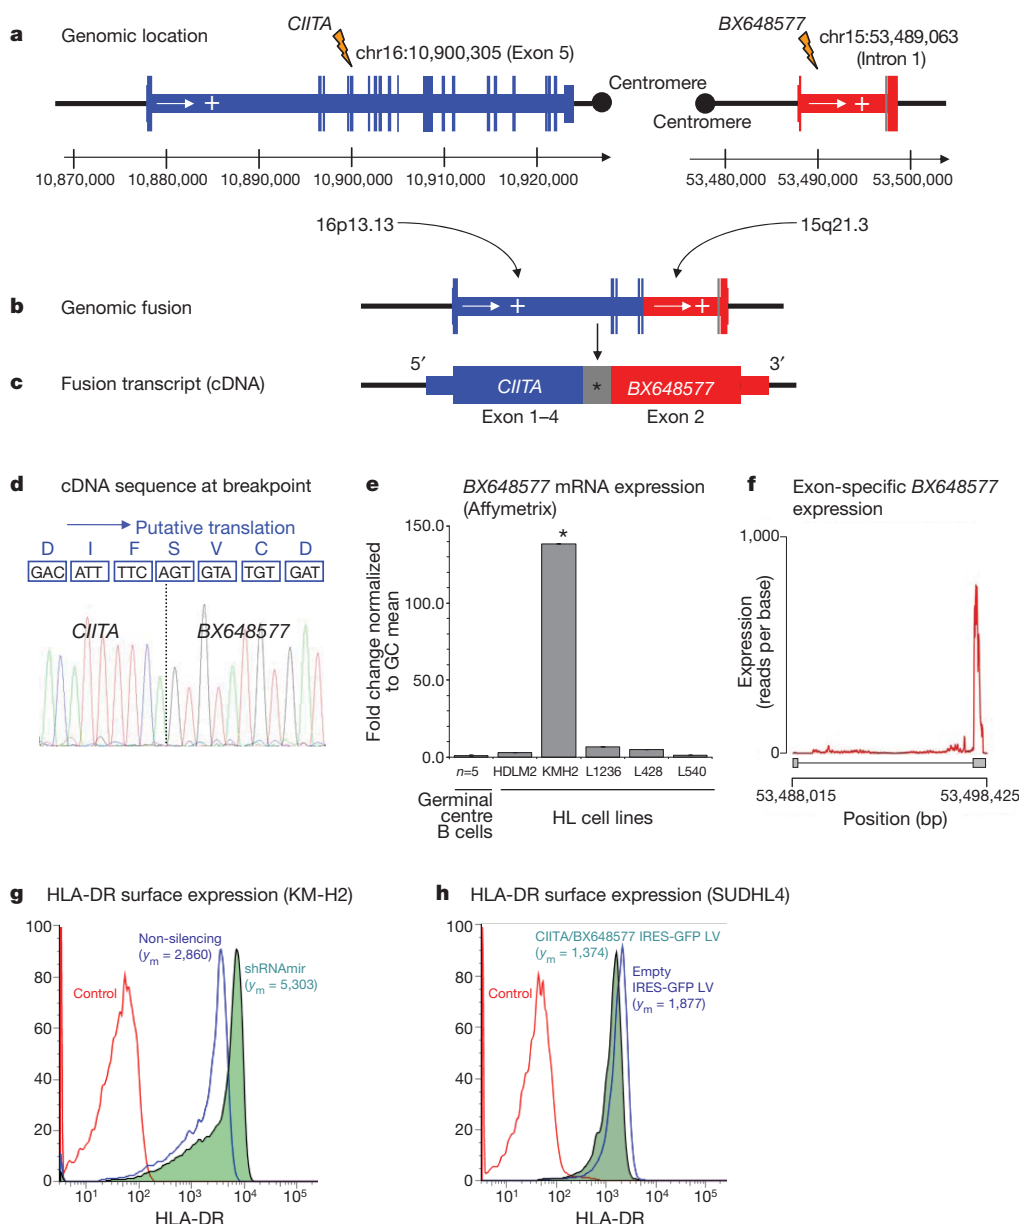 a Genomic location
CIITA
chr16:10,900,305 (Exon 5)
BX648577
chr15:53,489,063
(Intron 1)
Centromere
Centromere
10,870,000 10,880,000 10,890,000 10,900,000 10,910,000 10,920,000
53,480,000 53,490,000 53,500,000
16p13.13
15q21.3
b Genomic fusion
+ +
c Fusion transcript (cDNA)
5′ 3′
CIITA * BX648577
Exon 1–4 Exon 2
d cDNA sequence at breakpoint
Putative translation
D I F S V C D
GAC ATT TTC AGT GTA TGT GAT
CIITA BX648577
e BX648577 mRNA expression
(Affymetrix)
Fold change normalized
to GC mean
150.0
100.0
50.0
0.0
*
n=5 HDLM2 KMH2 L1236 L428 L540
Germinal
centre
B cells
HL cell lines
f Exon-specific BX648577
expression
Expression
(reads per base)
1,000
0
53,488,015 53,498,425
Position (bp)
g HLA-DR surface expression (KM-H2)
100
80
60
40
20
0
Non-silencing
(ym = 2,860)
shRNAmir
(ym = 5,303)
Control
10¹ 10² 10³ 10⁴ 10⁵
HLA-DR
h HLA-DR surface expression (SUDHL4)
100
80
60
40
20
0
CIITA/BX648577 IRES-GFP LV
(ym = 1,374)
Empty
IRES-GFP LV
(ym = 1,877)
Control
10¹ 10² 10³ 10⁴ 10⁵
HLA-DR